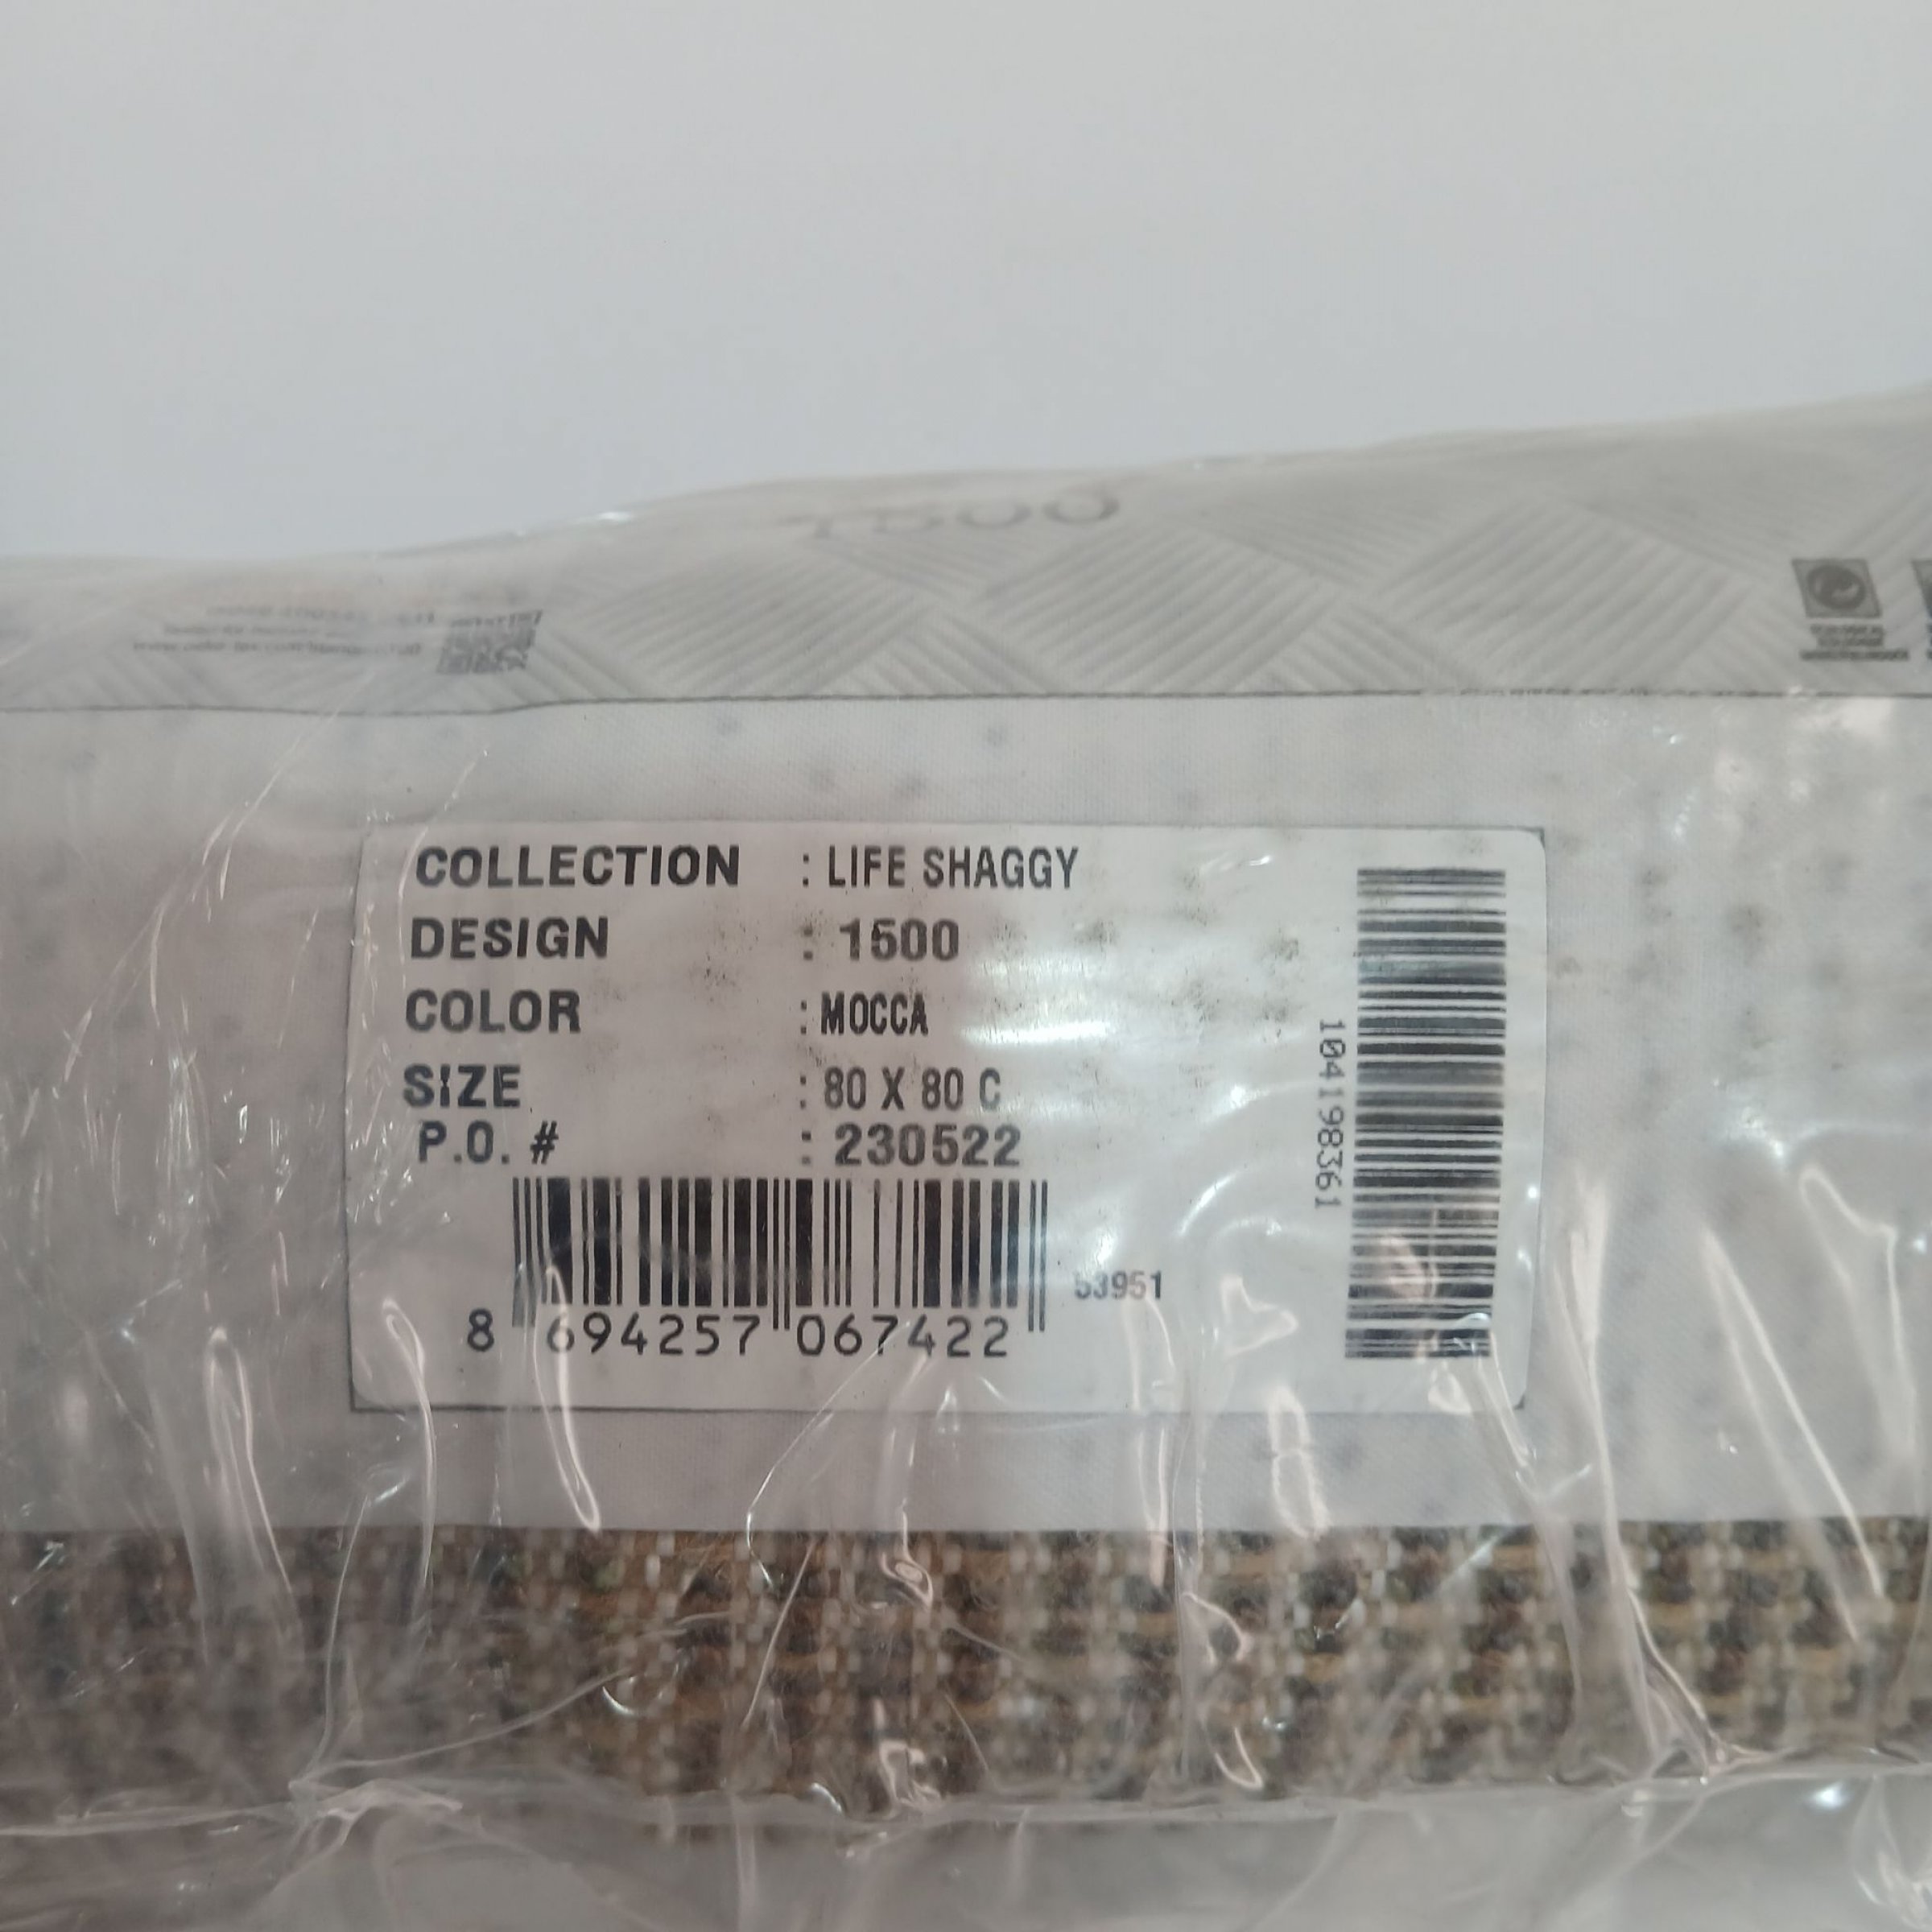 COLLECTION : LIFE SHAGGY
DESIGN : 1500
COLOR : MOCCA
SIZE : 80 X 80 C
P.O. # : 230522
8 694257 067422
53951
104198361